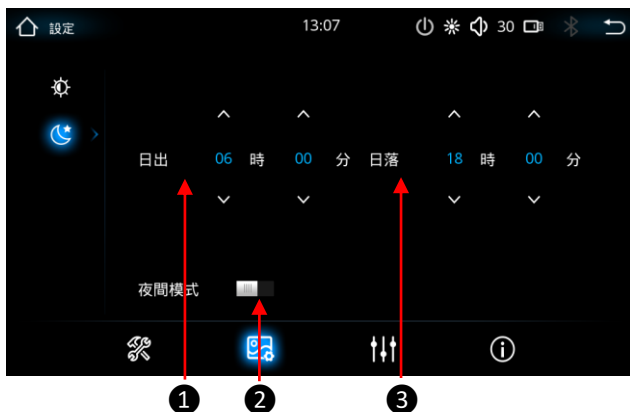 設定 13:07 30
日出 06 時 00 分 日落 18 時 00 分
夜間模式
1 2 3